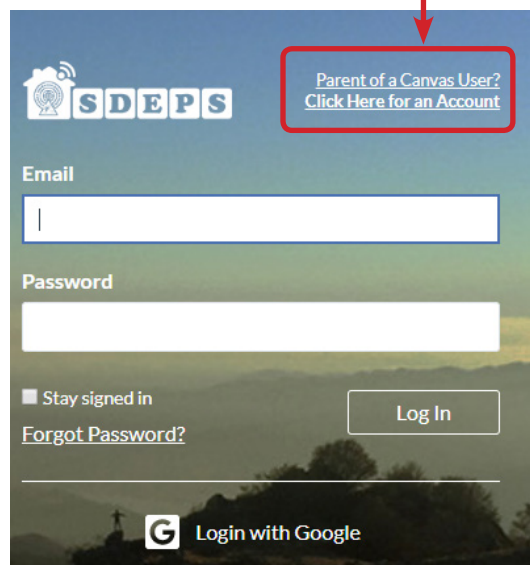 SDEPS
Parent of a Canvas User?
Click Here for an Account
Email
Password
Stay signed in
Forgot Password?
Log In
G Login with Google